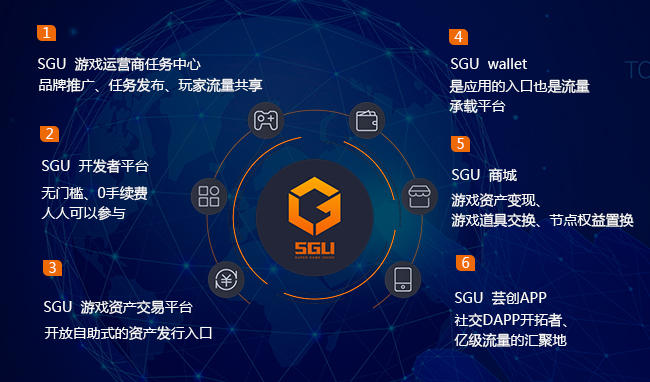 1
SGU 游戏运营商任务中心
品牌推广、任务发布、玩家流量共享
2
SGU 开发者平台
无门槛、0手续费
人人可以参与
3
SGU 游戏资产交易平台
开放自助式的资产发行入口
SGU
4
SGU wallet
是应用的入口也是流量
承载平台
5
SGU 商城
游戏资产变现、
游戏道具交换、节点权益置换
6
SGU 芸创APP
社交DAPP开拓者、
亿级流量的汇聚地